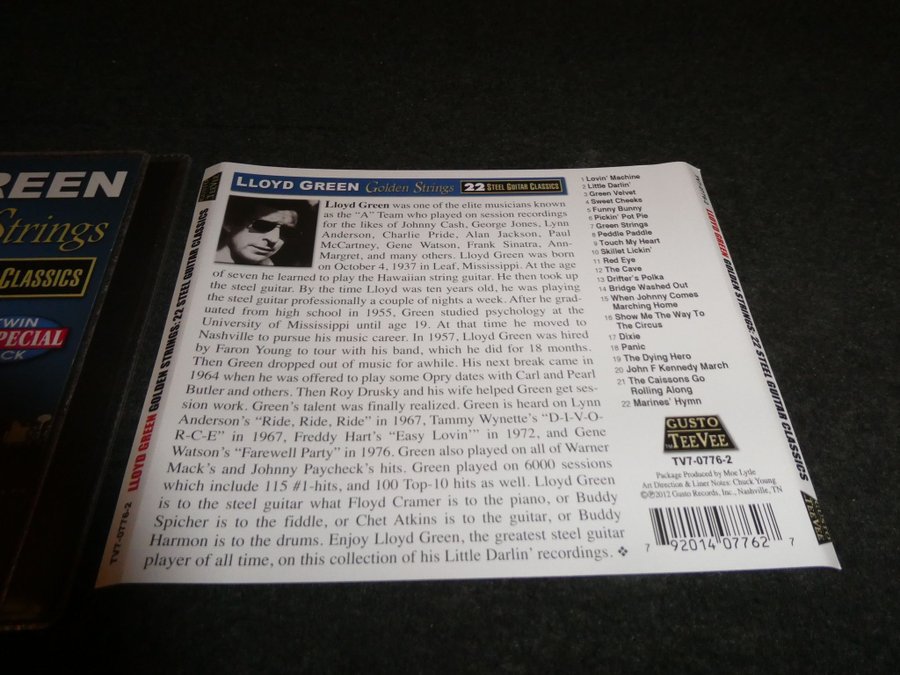 REEN
Strings
CLASSICS
TWIN
SPECIAL
LLOYD GREEN GOLDEN STRINGS: 22 STEEL GUITAR CLASSICS
TV7-0776-2
LLOYD GREEN Golden Strings 22 STEEL GUITAR CLASSICS
Lloyd Green was one of the elite musicians known
as the “A” Team who played on session recordings
for the likes of Johnny Cash, George Jones, Lynn
Anderson, Charlie Pride, Alan Jackson, Paul
McCartney, Gene Watson, Frank Sinatra, Ann-
Margret, and many others. Lloyd Green was born
on October 4, 1937 in Leaf, Mississippi. At the age
of seven he learned to play the Hawaiian string guitar. He then took up
the steel guitar. By the time Lloyd was ten years old, he was playing
the steel guitar professionally a couple of nights a week. After he grad-
uated from high school in 1955, Green studied psychology at the
University of Mississippi until age 19. At that time he moved to
Nashville to pursue his music career. In 1957, Lloyd Green was hired
by Faron Young to tour with his band, which he did for 18 months.
Then Green dropped out of music for awhile. His next break came in
1964 when he was offered to play some Opry dates with Carl and Pearl
Butler and others. Then Roy Drusky and his wife helped Green get ses-
sion work. Green’s talent was finally realized. Green is heard on Lynn
Anderson’s “Ride, Ride, Ride” in 1967, Tammy Wynette’s “D-I-V-O-
R-C-E” in 1967, Freddy Hart’s “Easy Lovin’” in 1972, and Gene
Watson’s “Farewell Party” in 1976. Green also played on all of Warner
Mack’s and Johnny Paycheck’s hits. Green played on 6000 sessions
which include 115 #1-hits, and 100 Top-10 hits as well. Lloyd Green
is to the steel guitar what Floyd Cramer is to the piano, or Buddy
Spicher is to the fiddle, or Chet Atkins is to the guitar, or Buddy
Harmon is to the drums. Enjoy Lloyd Green, the greatest steel guitar
player of all time, on this collection of his Little Darlin’ recordings.
1 Lovin’ Machine
2 Little Darlin’
3 Green Velvet
4 Sweet Cheeks
5 Funny Bunny
6 Pickin’ Pot Pie
7 Green Strings
8 Peddle Paddle
9 Touch My Heart
10 Skillet Lickin’
11 Red Eye
12 The Cave
13 Drifter’s Polka
14 Bridge Washed Out
15 When Johnny Comes
Marching Home
16 Show Me The Way To
The Circus
17 Dixie
18 Panic
19 The Dying Hero
20 John F Kennedy March
21 The Caissons Go
Rolling Along
22 Marines’ Hymn
GUSTO
TEEVEE
TV7-0776-2
Package Produced by Moe Lytle
Art Direction & Liner Notes: Chuck Young
©℗2012 Gusto Records, Inc., Nashville, TN
7 92014 07762 7
LLOYD GREEN GOLDEN STRINGS: 22 STEEL GUITAR CLASSICS